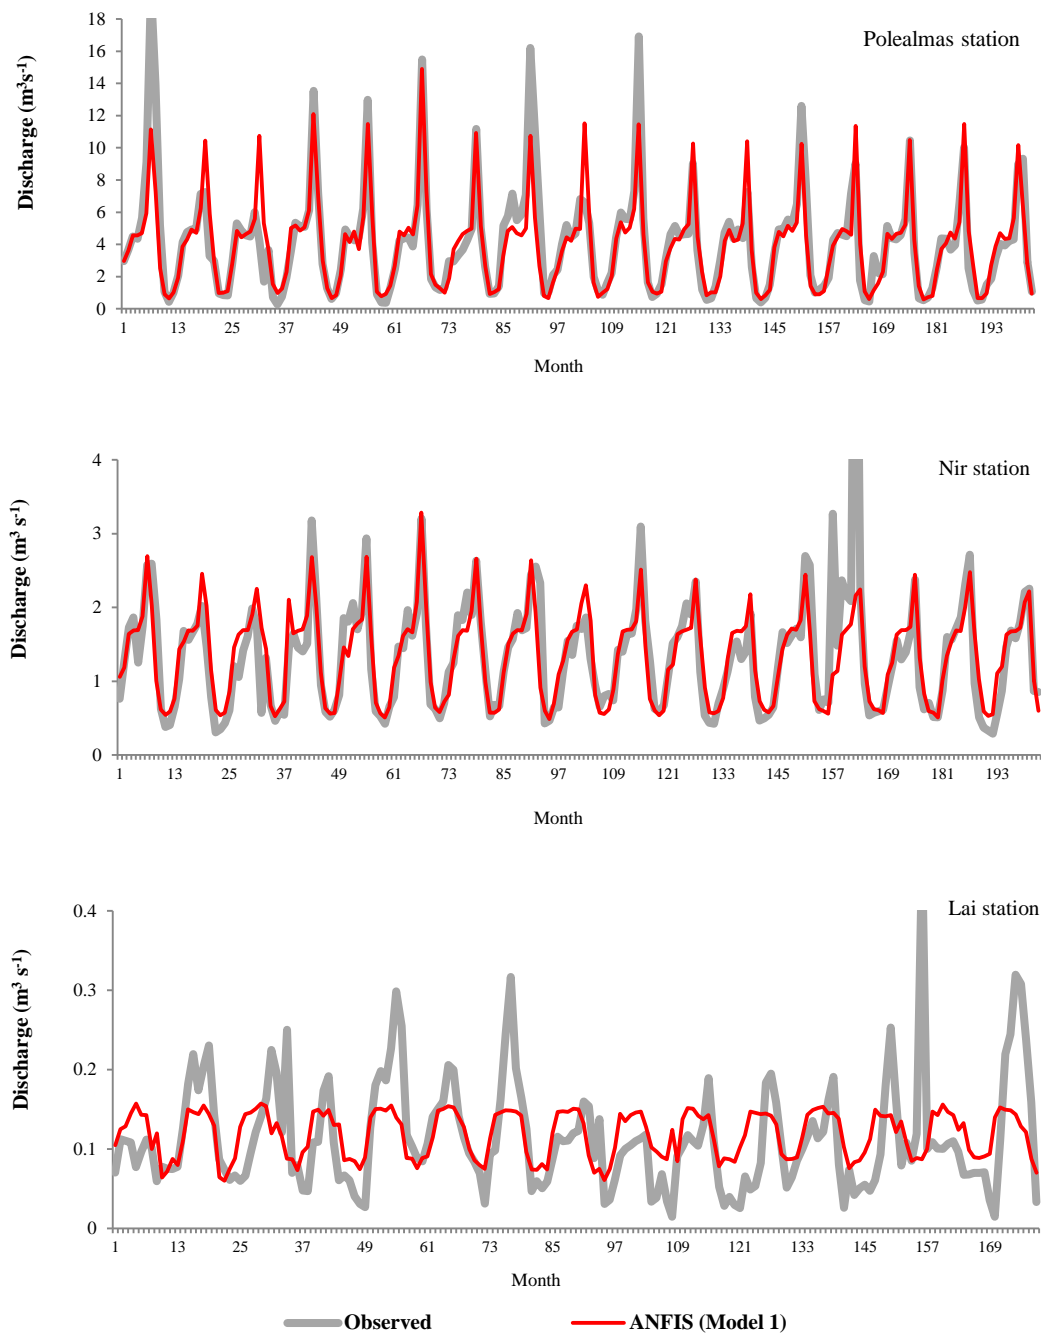 Polealmas station
Discharge (m³s-¹)
18
16
14
12
10
8
6
4
2
0
1 13 25 37 49 61 73 85 97 109 121 133 145 157 169 181 193
Month
Nir station
Discharge (m³ s-¹)
4
3
2
1
0
1 13 25 37 49 61 73 85 97 109 121 133 145 157 169 181 193
Month
Lai station
Discharge (m³ s-¹)
0.4
0.3
0.2
0.1
0
1 13 25 37 49 61 73 85 97 109 121 133 145 157 169
Month
Observed ANFIS (Model 1)